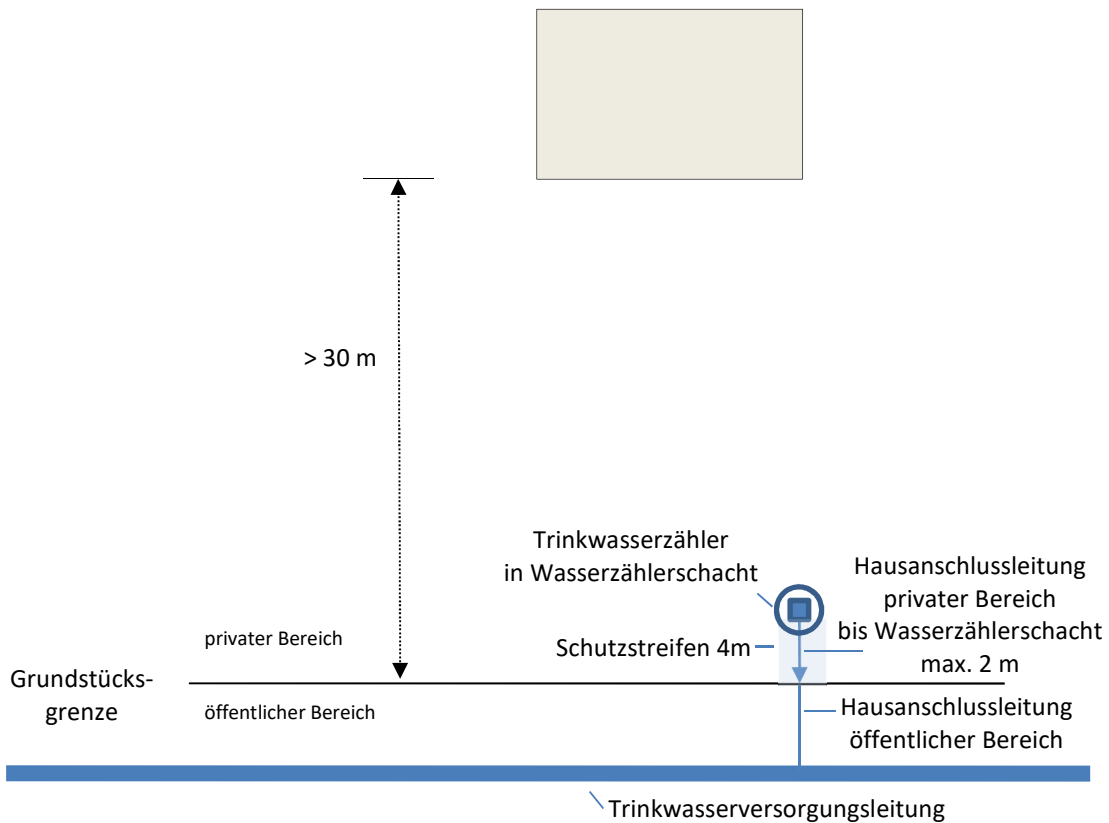 > 30 m
Trinkwasserzähler
in Wasserzählerschacht
Hausanschlussleitung
privater Bereich
bis Wasserzählerschacht
max. 2 m
privater Bereich
Schutzstreifen 4m
Grundstücks-
grenze
öffentlicher Bereich
Hausanschlussleitung
öffentlicher Bereich
Trinkwasserversorgungsleitung